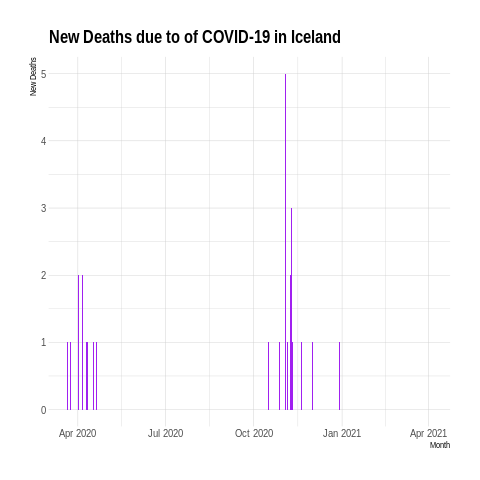 New Deaths due to of COVID-19 in Iceland
New Deaths
5
4
3
2
1
0
Apr 2020 Jul 2020 Oct 2020 Jan 2021 Apr 2021
Month